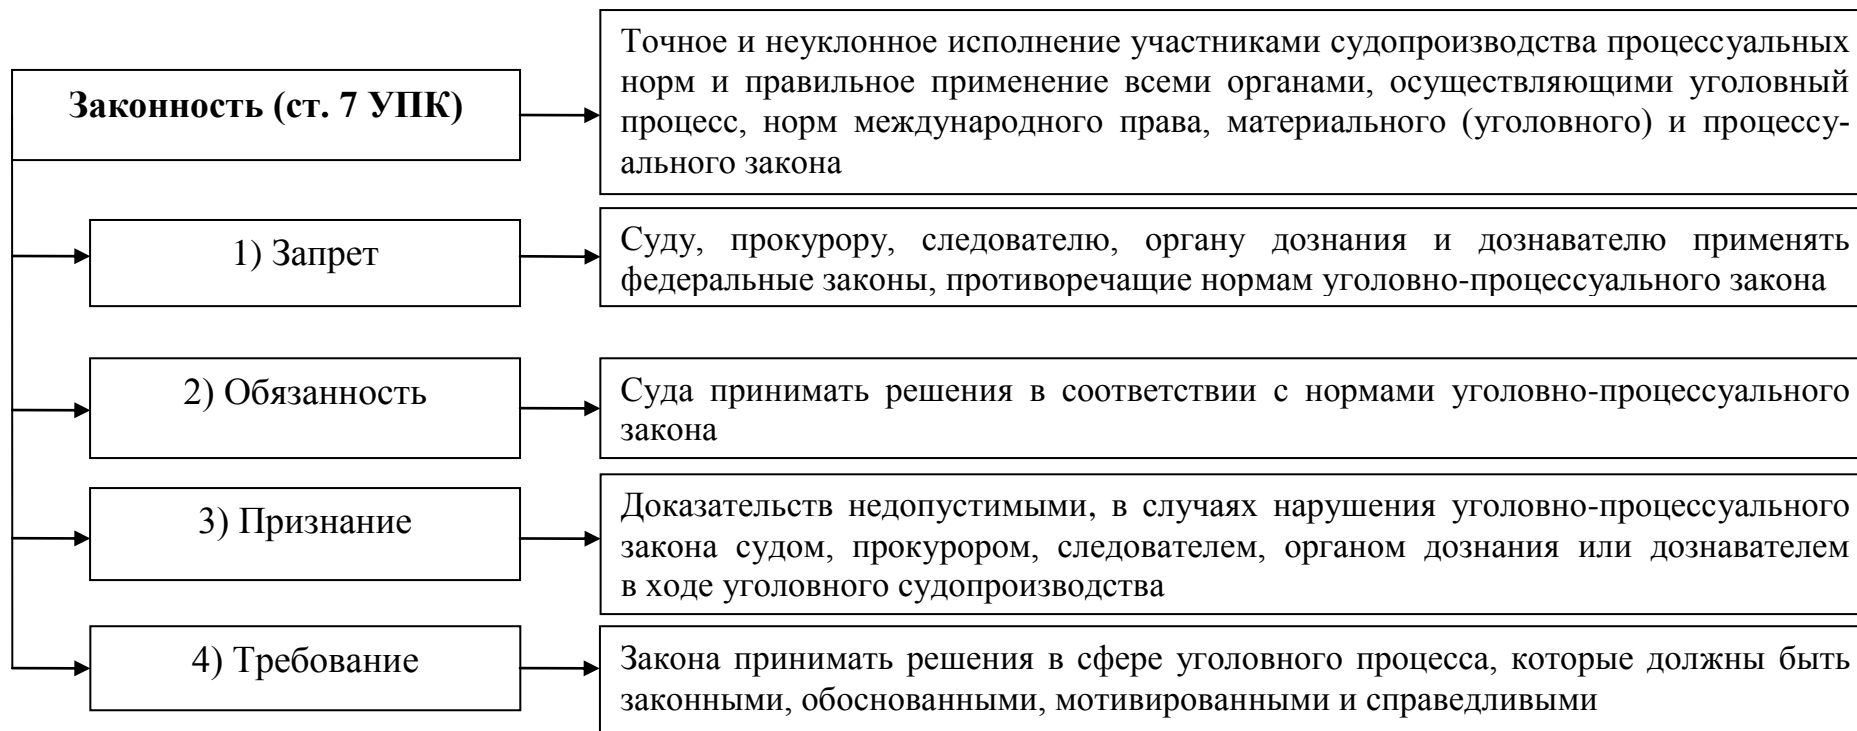 Законность (ст. 7 УПК)
Точное и неуклонное исполнение участниками судопроизводства процессуальных
норм и правильное применение всеми органами, осуществляющими уголовный
процесс, норм международного права, материального (уголовного) и процессу-
ального закона
1) Запрет
Суду, прокурору, следователю, органу дознания и дознавателю применять
федеральные законы, противоречащие нормам уголовно-процессуального закона
2) Обязанность
Суда принимать решения в соответствии с нормами уголовно-процессуального
закона
3) Признание
Доказательств недопустимыми, в случаях нарушения уголовно-процессуального
закона судом, прокурором, следователем, органом дознания или дознавателем
в ходе уголовного судопроизводства
4) Требование
Закона принимать решения в сфере уголовного процесса, которые должны быть
законными, обоснованными, мотивированными и справедливыми